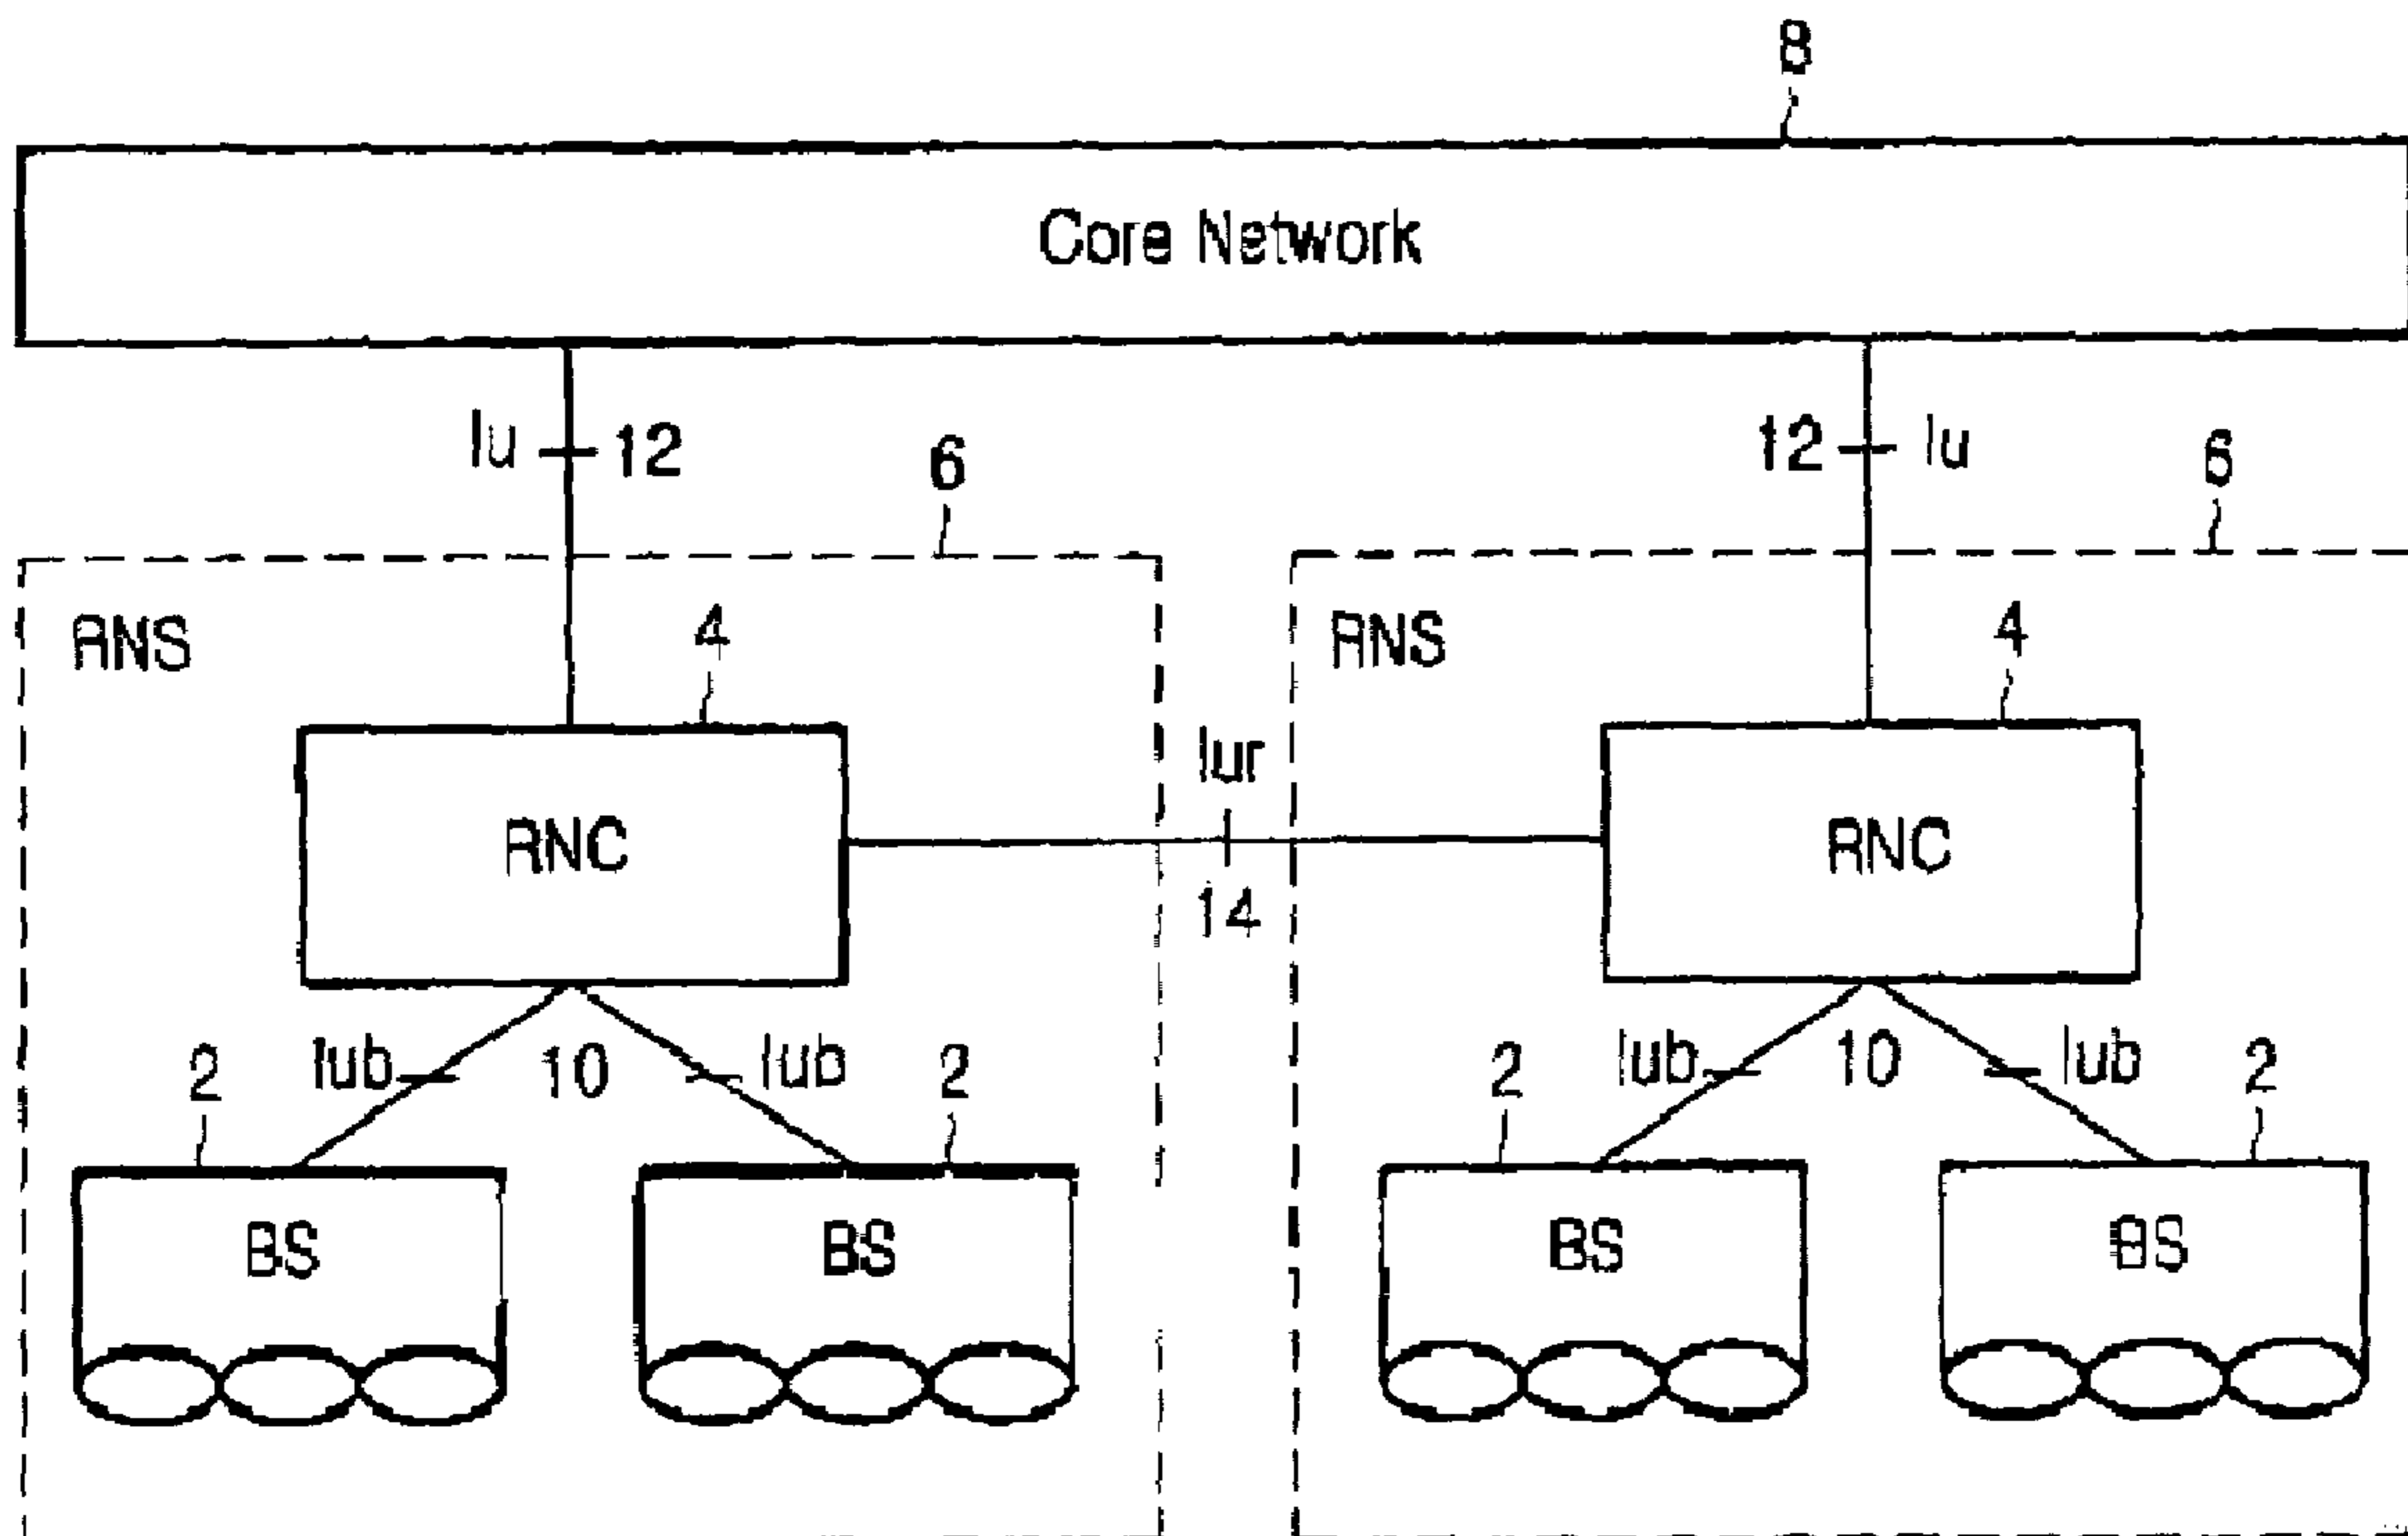 8
Core Network
Iu 12
12 Iu
6
6
RNS
4
RNS
4
Iur
RNC
RNC
14
2 Iub 10 Iub 2
2 Iub 10 Iub 2
BS
BS
BS
BS